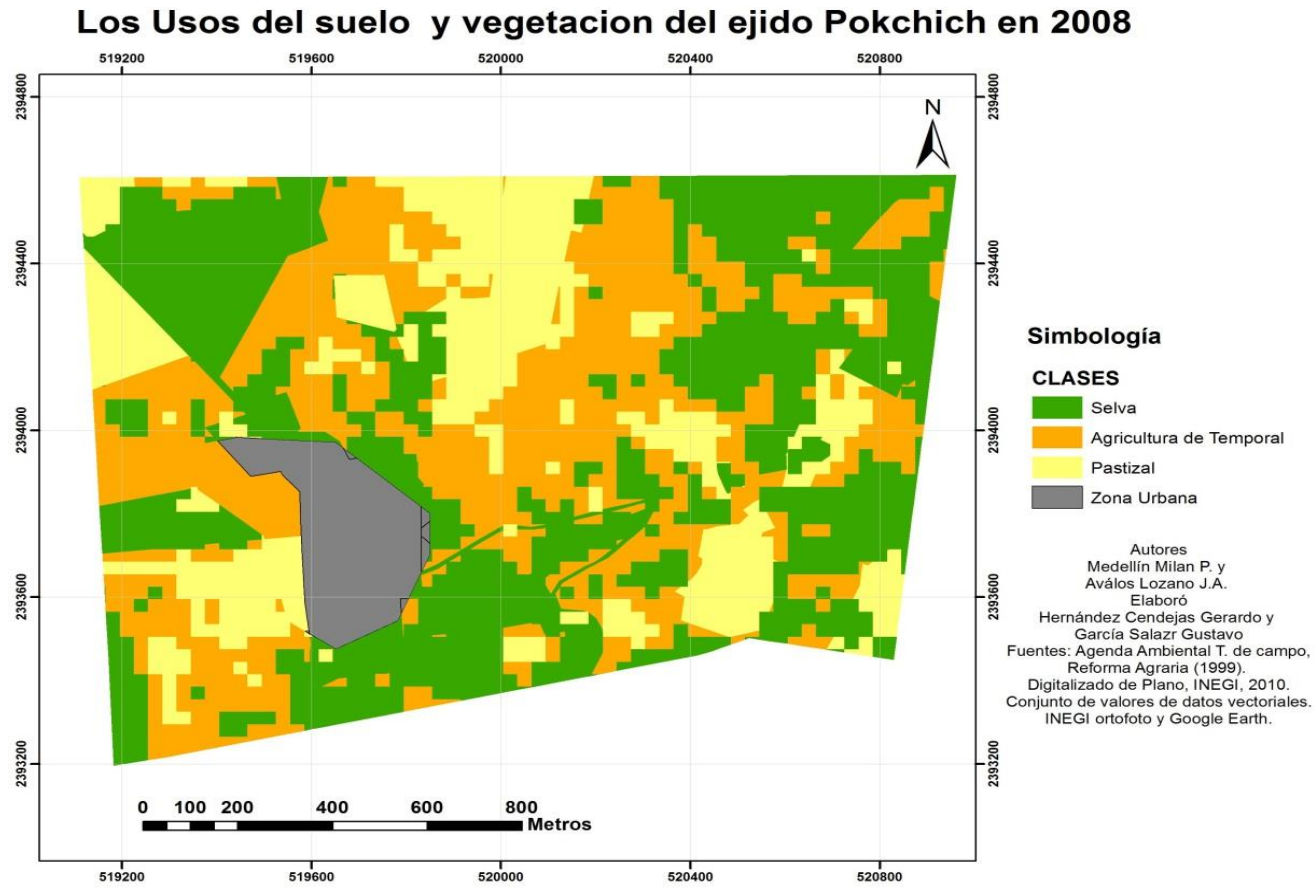 Los Usos del suelo y vegetacion del ejido Pokchich en 2008
519200 519600 520000 520400 520800
2394800 2394800
N
2394400 2394400
2394000 2394000
2393600 2393600
2393200 2393200
Simbología
CLASES
Selva
Agricultura de Temporal
Pastizal
Zona Urbana
Autores
Medellín Milan P. y
Aválos Lozano J.A.
Elaboró
Hernández Cendejas Gerardo y
García Salazr Gustavo
Fuentes: Agenda Ambiental T. de campo,
Reforma Agraria (1999).
Digitalizado de Plano, INEGI, 2010.
Conjunto de valores de datos vectoriales.
INEGI ortofoto y Google Earth.
0 100 200 400 600 800
Metros
519200 519600 520000 520400 520800